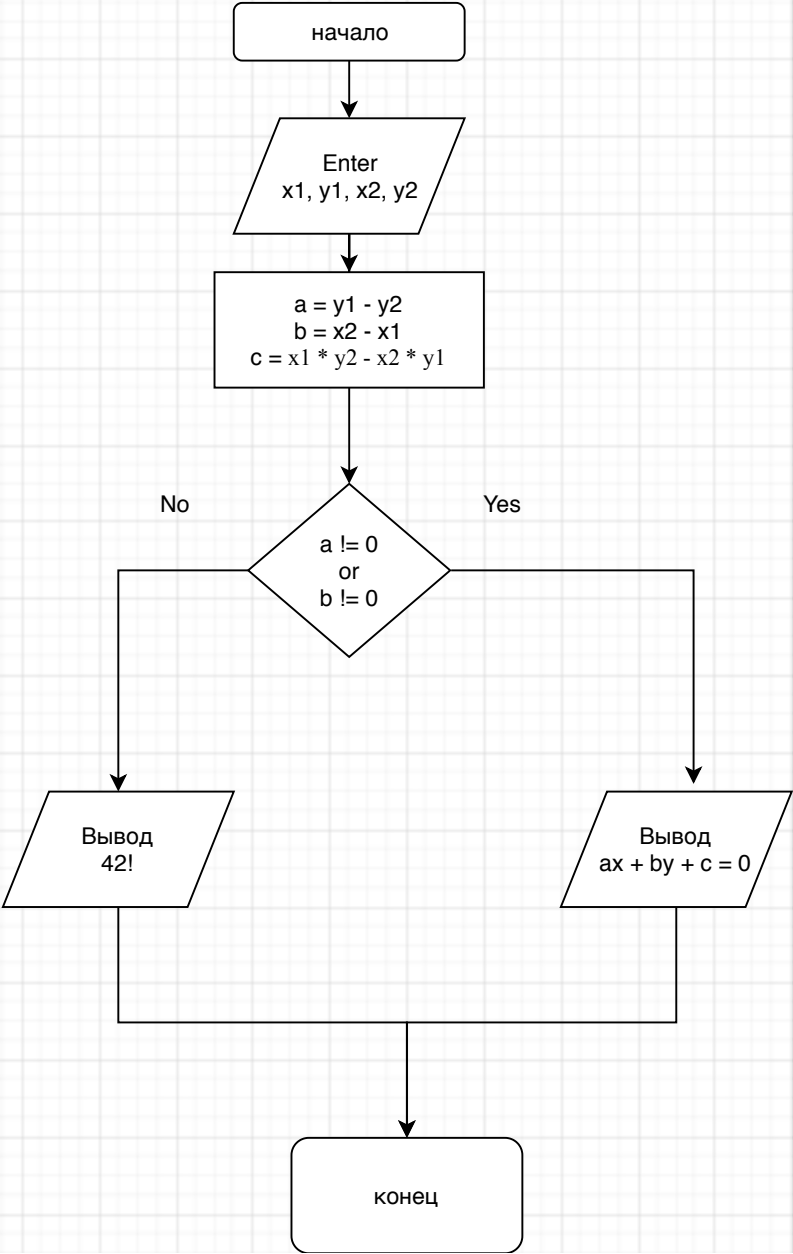 начало
Enter
x1, y1, x2, y2
a = y1 - y2
b = x2 - x1
c = x1 * y2 - x2 * y1
No
Yes
a != 0
or
b != 0
Вывод
42!
Вывод
ax + by + c = 0
конец